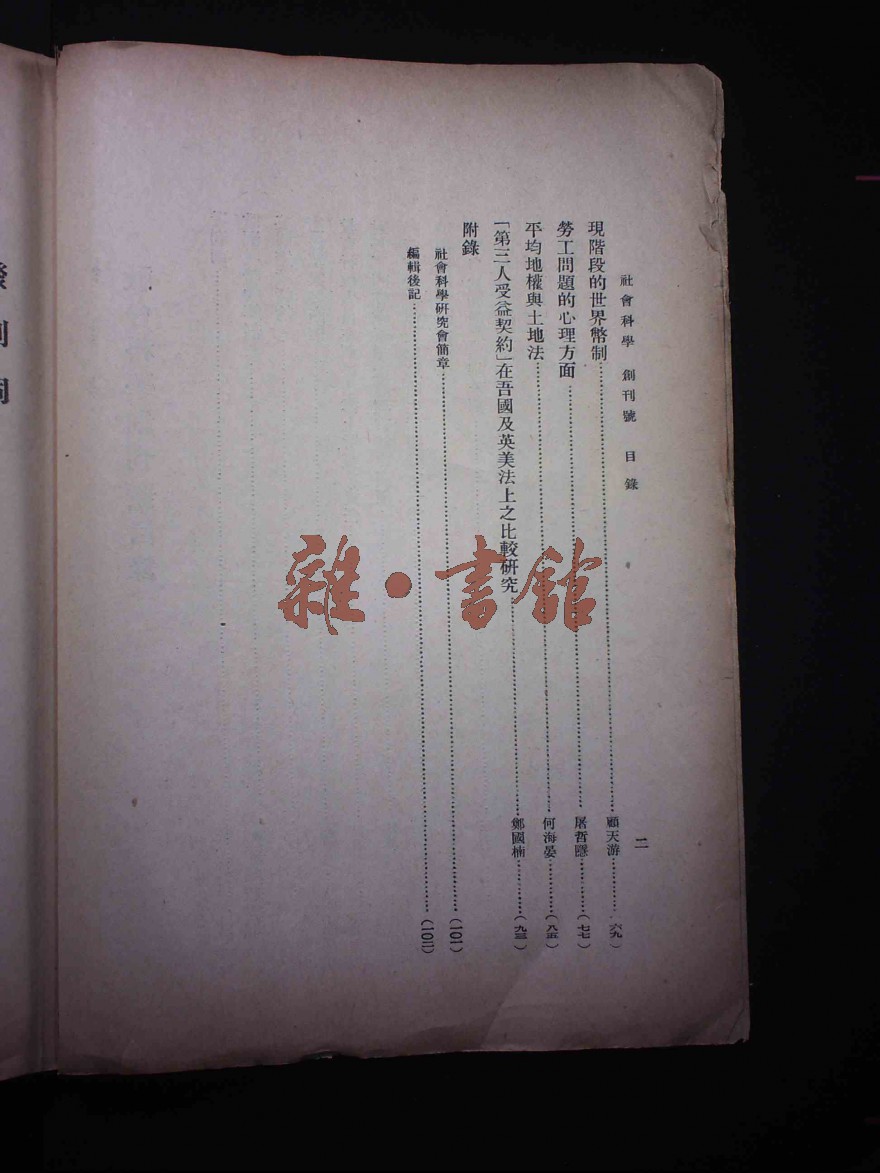 社會科學 創刊號 目錄 二
現階段的世界幣制……顧天游……(六九)
勞工問題的心理方面……屠哲隱……(七七)
平均地權與土地法……何海晏……(八五)
「第三人受益契約」在吾國及英美法上之比較研究……鄭國楠……(九三)
附錄
社會科學研究會簡章……(一〇一)
編輯後記……(一〇三)
雜·書館